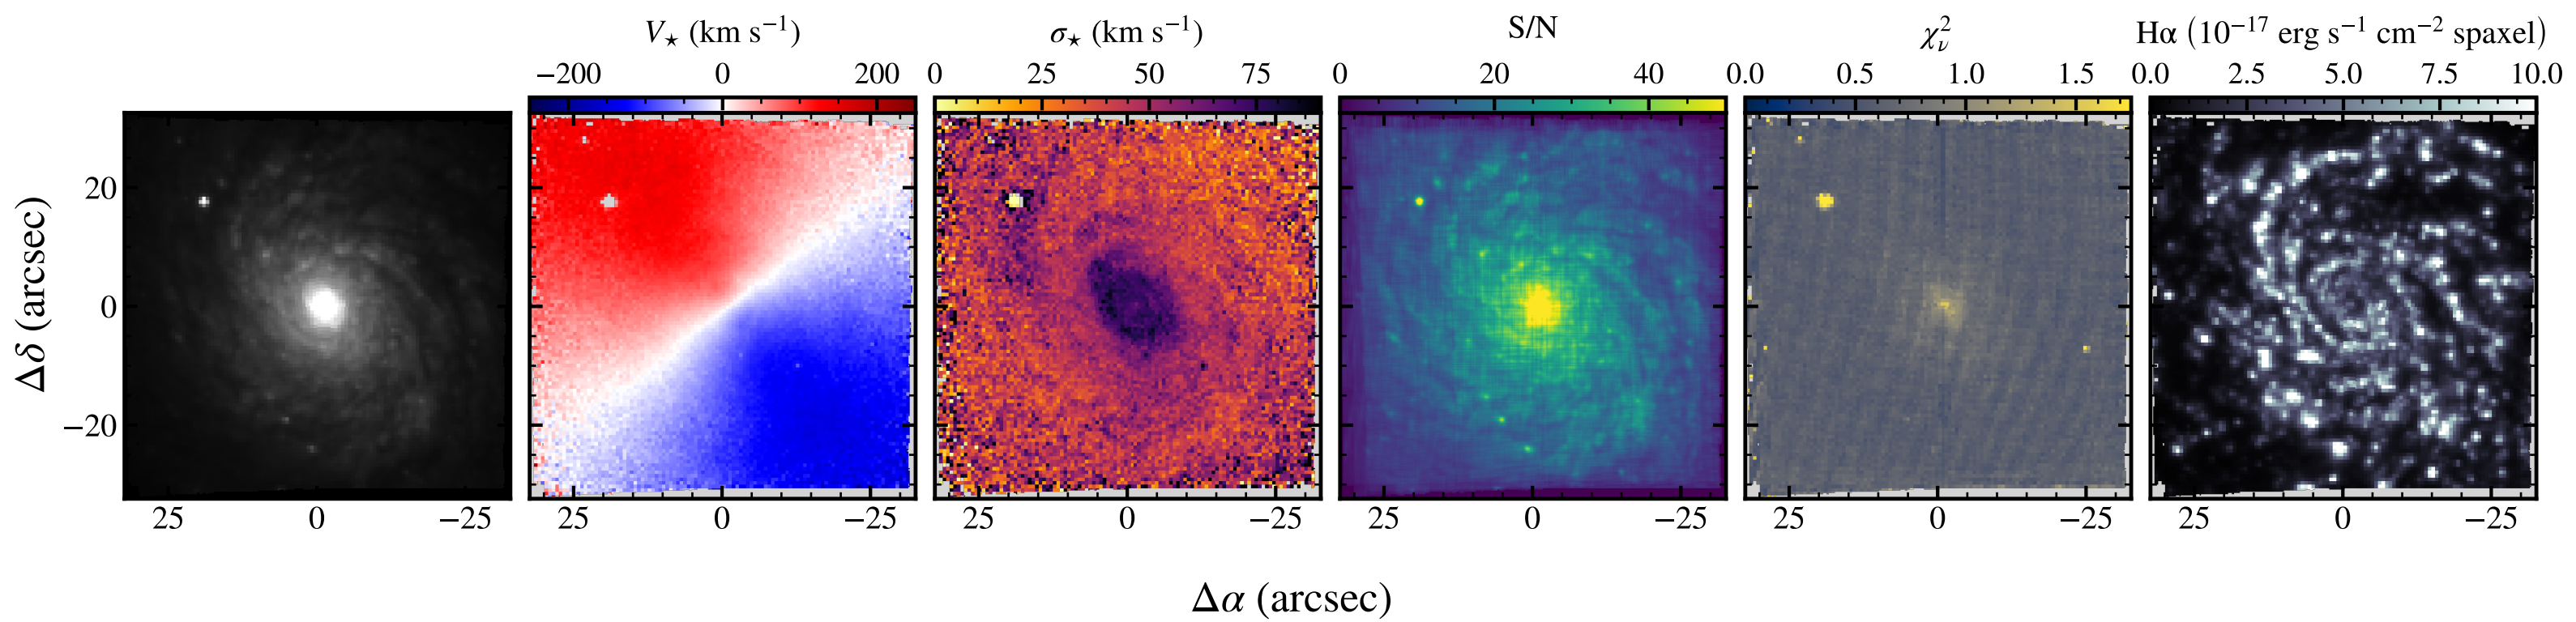 V⋆ (km s⁻¹) σ⋆ (km s⁻¹) S/N χ²ᵥ Hα (10⁻¹⁷ erg s⁻¹ cm⁻² spaxel)
−200 0 200 0 25 50 75 0 20 40 0.0 0.5 1.0 1.5 0.0 2.5 5.0 7.5 10.0
Δδ (arcsec)
20
0
−20
25 0 −25 25 0 −25 25 0 −25 25 0 −25 25 0 −25 25 0 −25
Δα (arcsec)